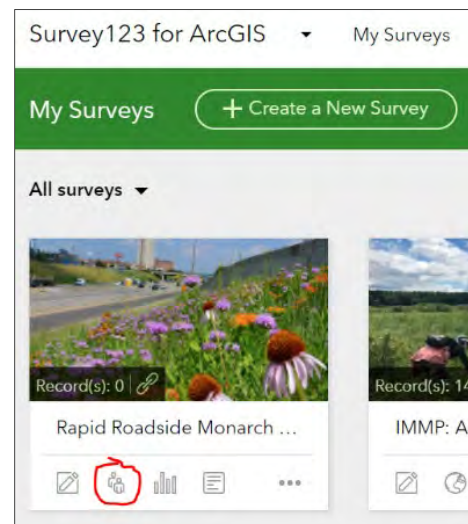 Survey123 for ArcGIS My Surveys
My Surveys + Create a New Survey
All surveys
Record(s): 0 Record(s): 14
Rapid Roadside Monarch ... IMMP: A